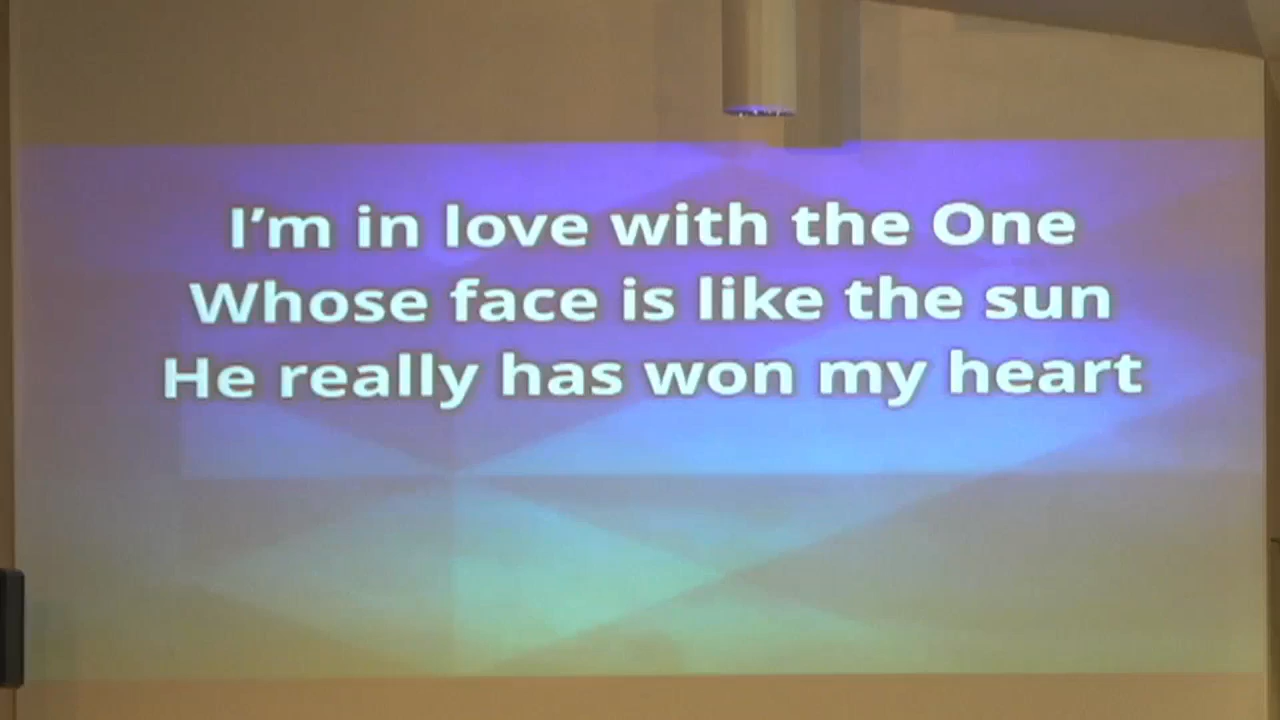 I’m in love with the One
Whose face is like the sun
He really has won my heart